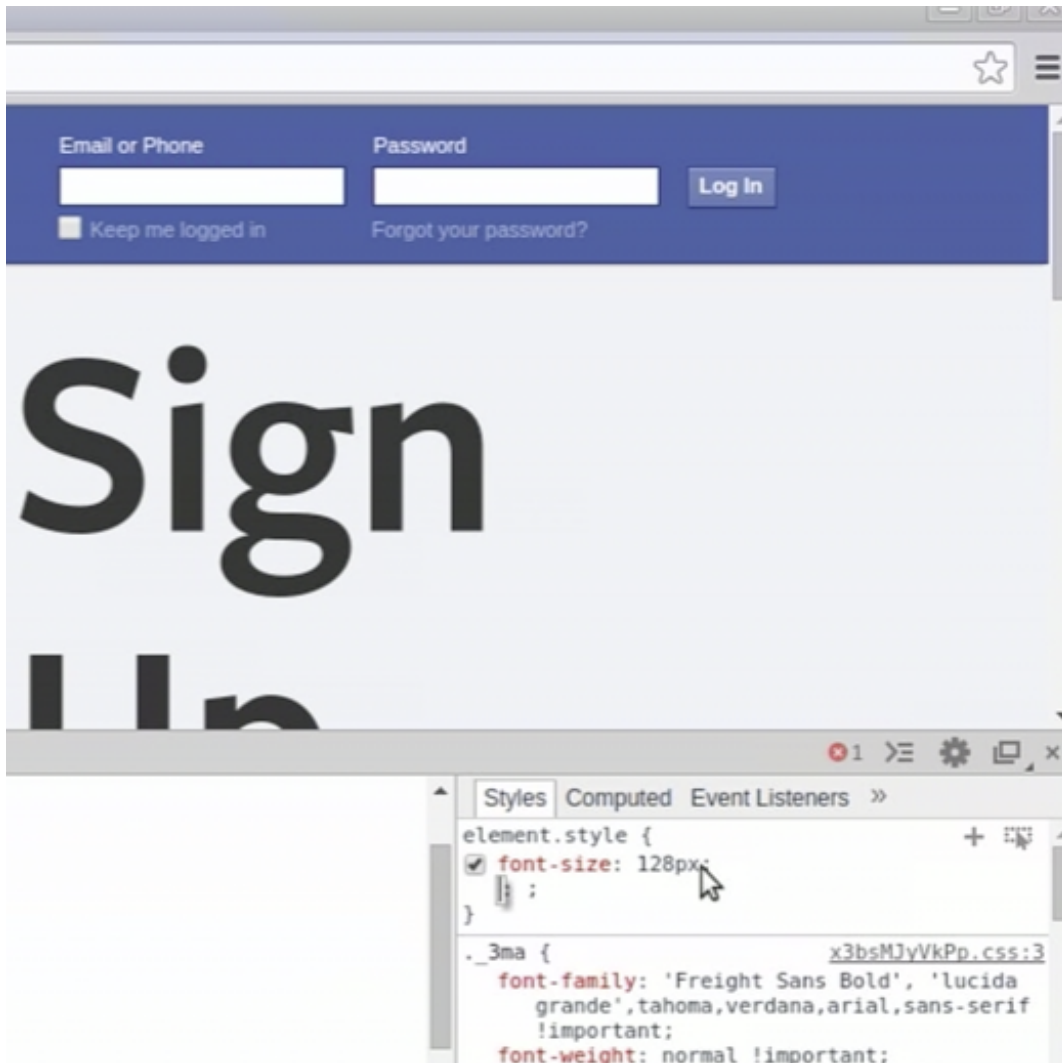 Email or Phone Password
Log In
Keep me logged in Forgot your password?
Sign
Up
1
Styles Computed Event Listeners »
element.style {
font-size: 128px;
: ;
}
._3ma { x3bsMJyVkPp.css:3
font-family: 'Freight Sans Bold', 'lucida
grande',tahoma,verdana,arial,sans-serif
!important;
font-weight: normal !important;